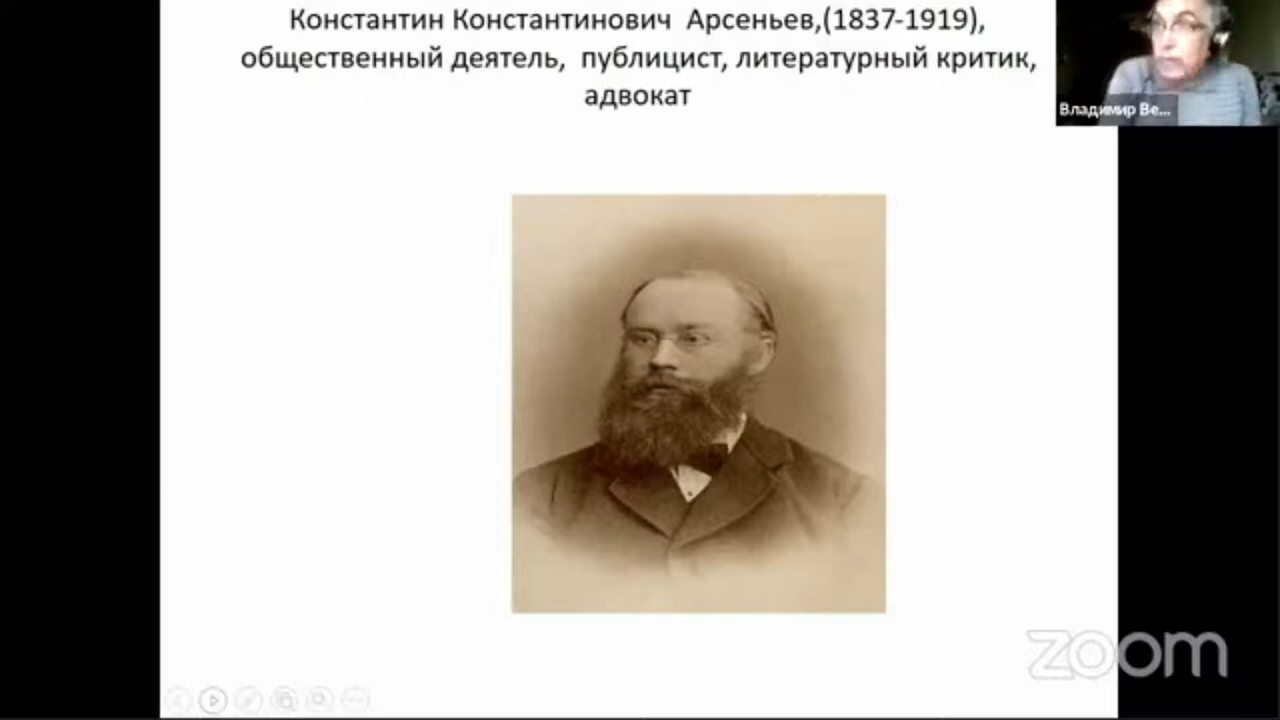 Константин Константинович Арсеньев,(1837-1919),
общественный деятель, публицист, литературный критик,
адвокат
Владимир Ве...
zoom